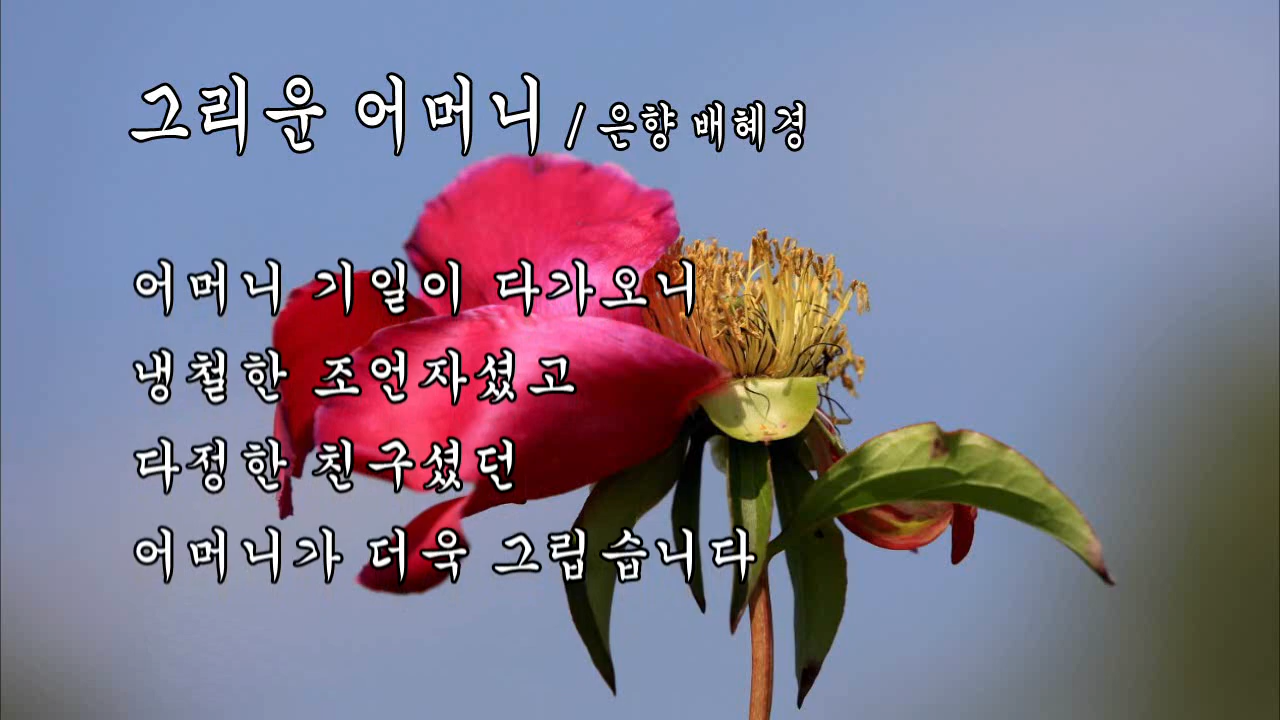 그리운 어머니 / 은향 배혜경
어머니 기일이 다가오니
냉철한 조언자셨고
다정한 친구셨던
어머니가 더욱 그립습니다